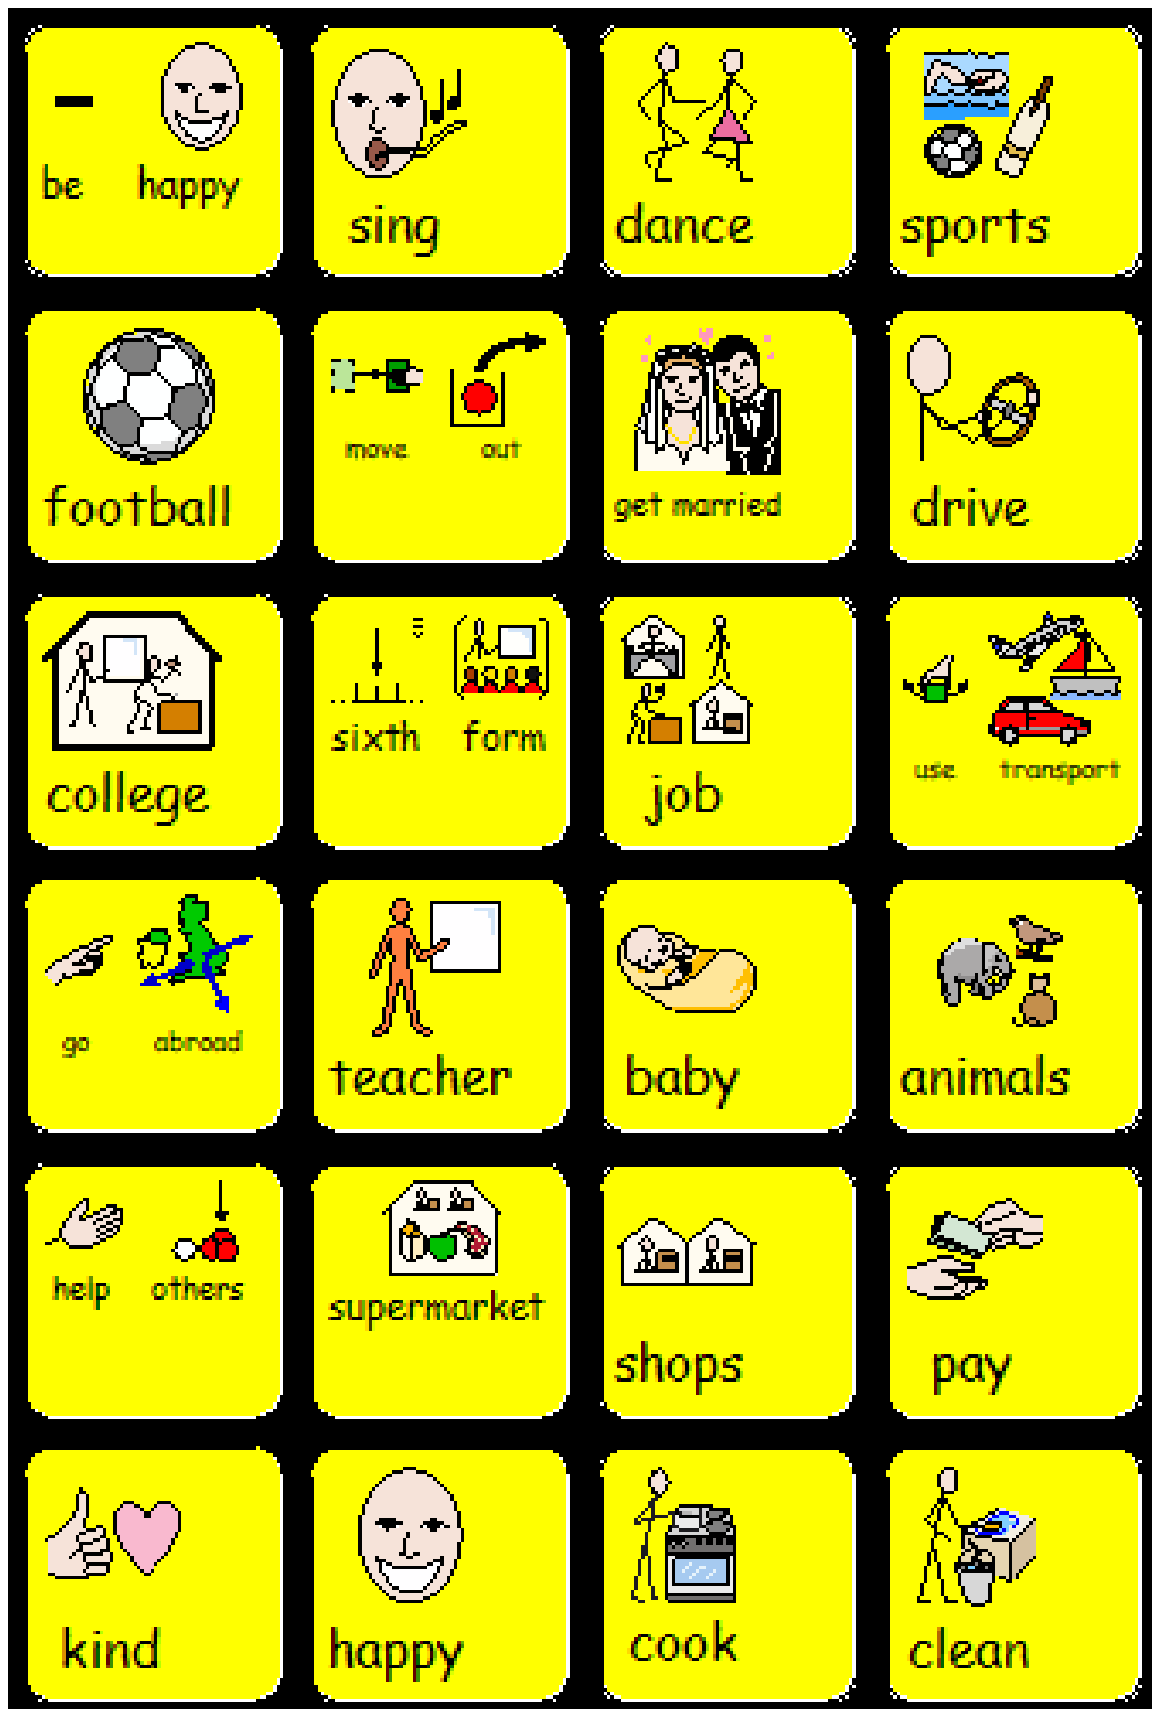 be happy
sing
dance
sports
football
move out
get married
drive
college
sixth form
job
use transport
go abroad
teacher
baby
animals
help others
supermarket
shops
pay
kind
happy
cook
clean